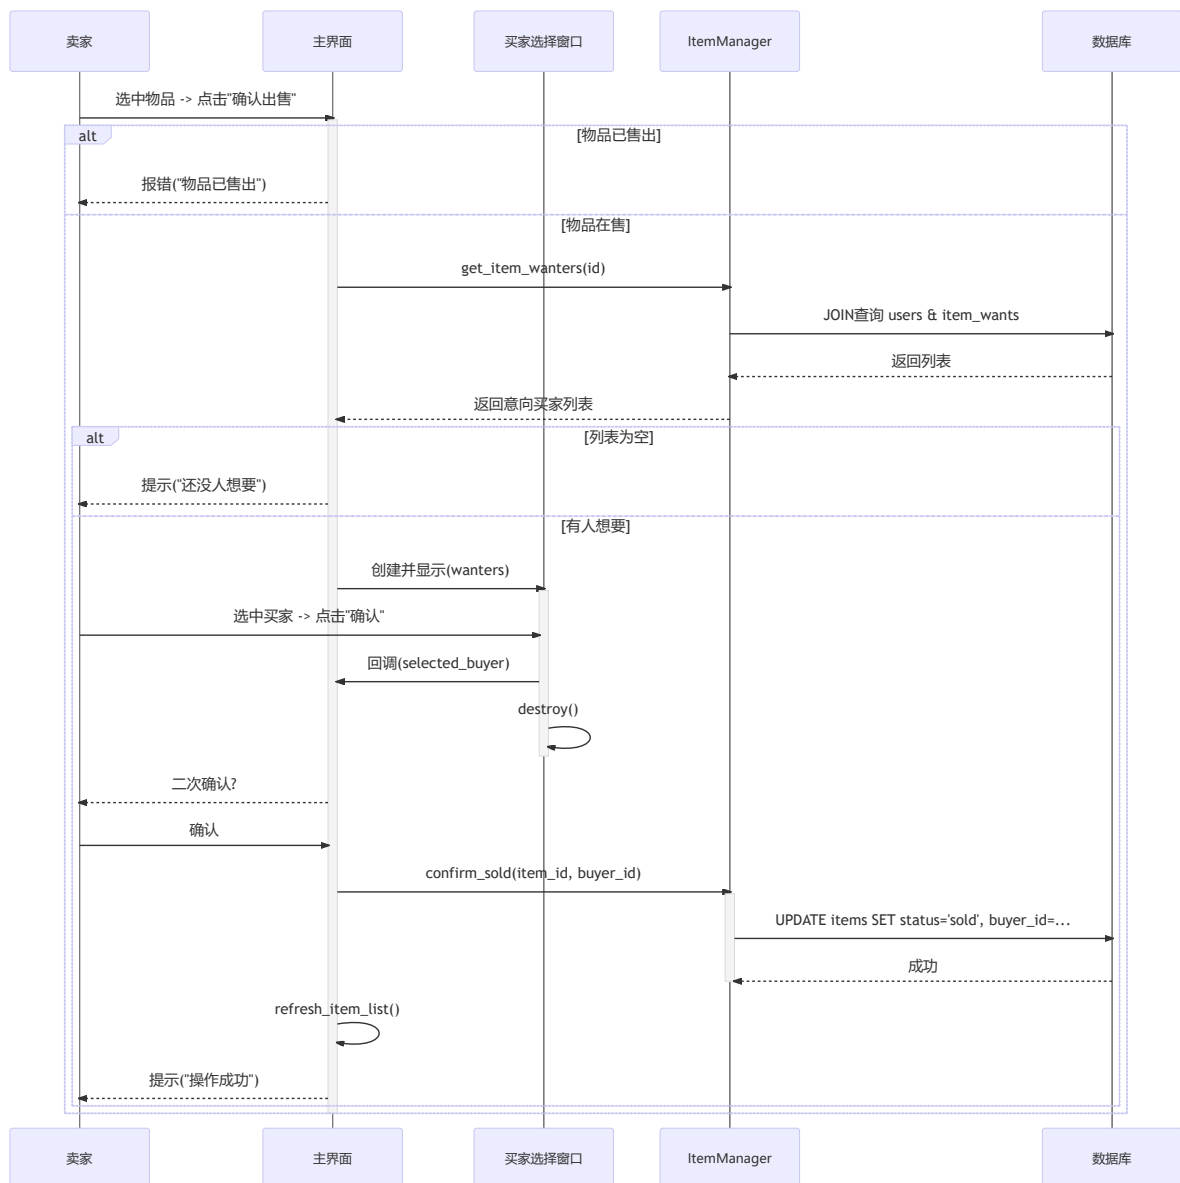 卖家
主界面
买家选择窗口
ItemManager
数据库
选中物品 -> 点击"确认出售"
alt
[物品已售出]
报错("物品已售出")
[物品在售]
get_item_wanters(id)
JOIN查询 users & item_wants
返回列表
返回意向买家列表
alt
[列表为空]
提示("还没人想要")
[有人想要]
创建并显示(wanters)
选中买家 -> 点击"确认"
回调(selected_buyer)
destroy()
二次确认?
确认
confirm_sold(item_id, buyer_id)
UPDATE items SET status='sold', buyer_id=...
成功
refresh_item_list()
提示("操作成功")
卖家
主界面
买家选择窗口
ItemManager
数据库